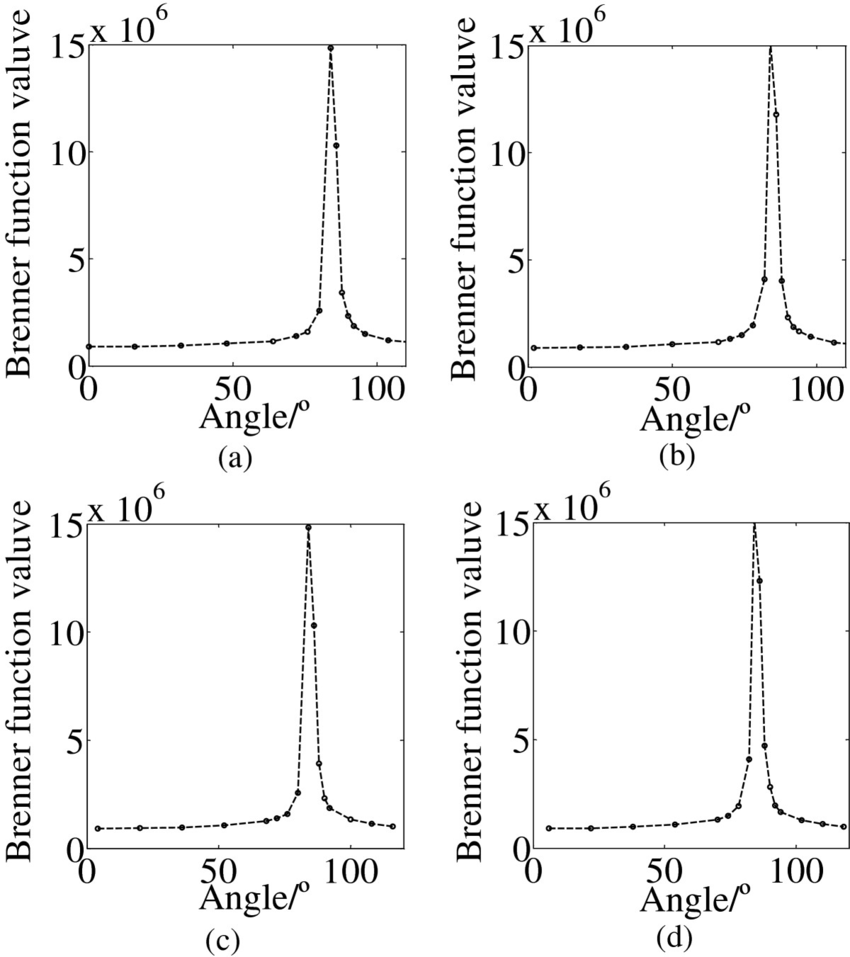 x 10^6
15
10
5
0
Brenner function valuve
0 50 100
Angle/º
(a)
x 10^6
15
10
5
0
Brenner function valuve
0 50 100
Angle/º
(b)
x 10^6
15
10
5
0
Brenner function valuve
0 50 100
Angle/º
(c)
x 10^6
15
10
5
0
Brenner function valuve
0 50 100
Angle/º
(d)